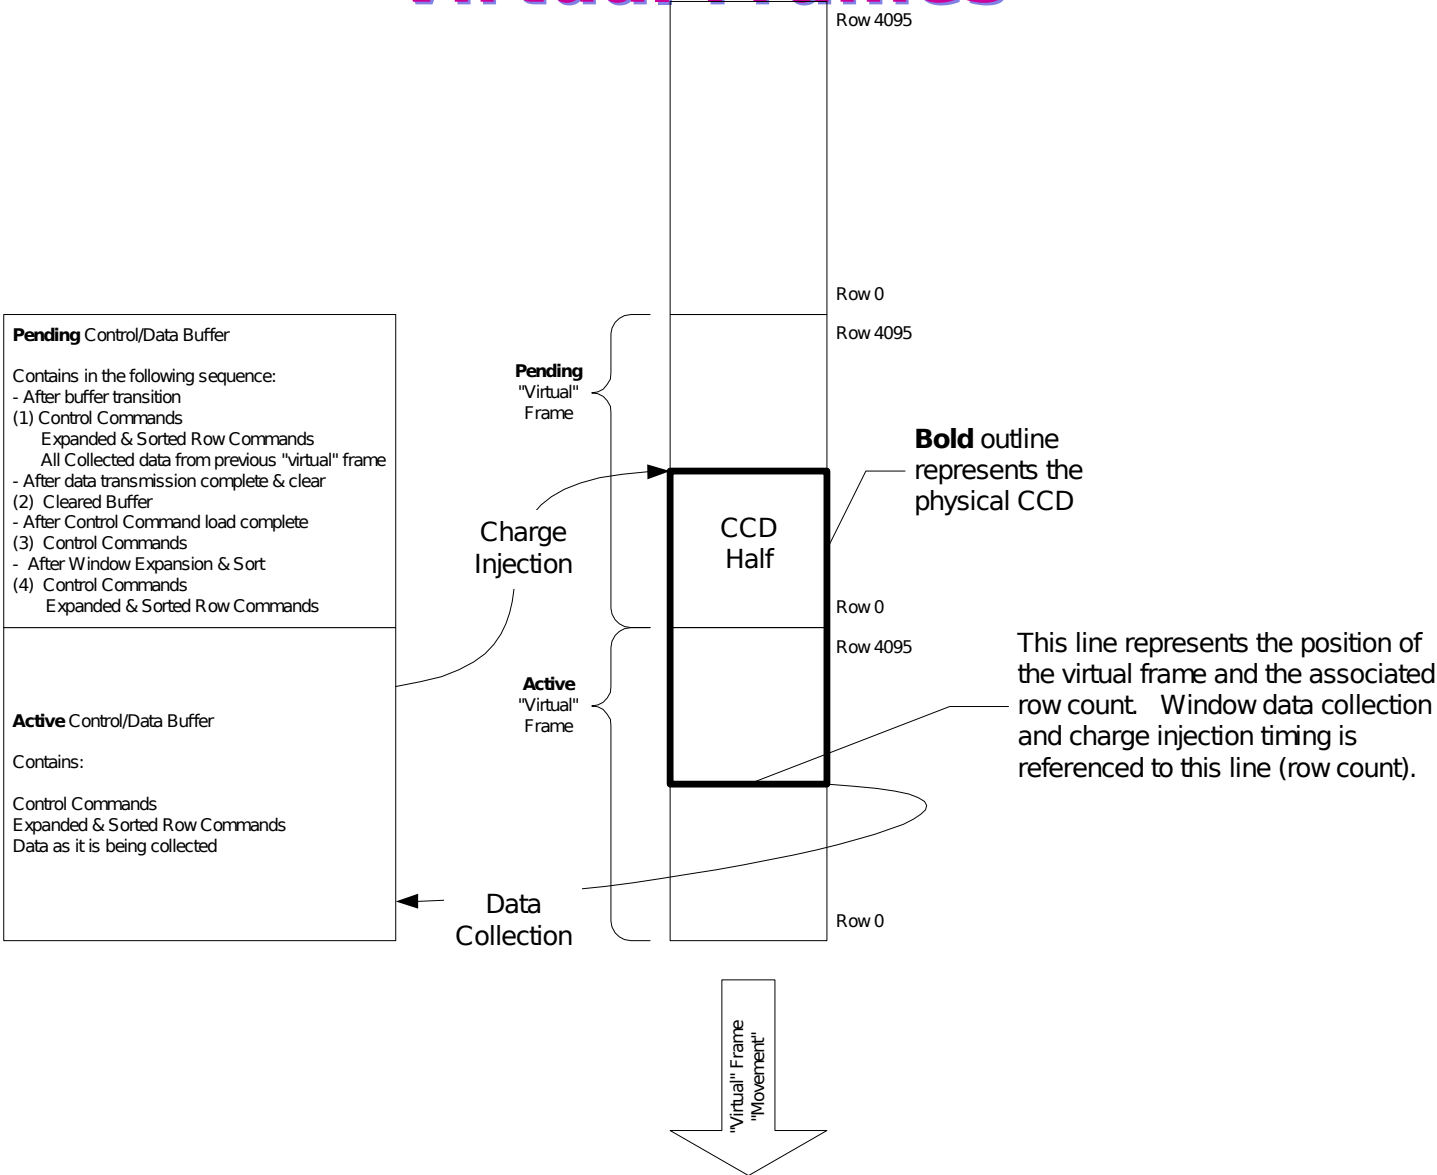 Virtual Frames
Row 4095
Row 0
Row 4095
Pending Control/Data Buffer
Contains in the following sequence:
- After buffer transition
(1) Control Commands
Expanded & Sorted Row Commands
All Collected data from previous "virtual" frame
- After data transmission complete & clear
(2) Cleared Buffer
- After Control Command load complete
(3) Control Commands
- After Window Expansion & Sort
(4) Control Commands
Expanded & Sorted Row Commands
Pending
"Virtual"
Frame
Bold outline
represents the
physical CCD
Charge
Injection
CCD
Half
Row 0
Row 4095
Active
"Virtual"
Frame
This line represents the position of
the virtual frame and the associated
row count. Window data collection
and charge injection timing is
referenced to this line (row count).
Active Control/Data Buffer
Contains:
Control Commands
Expanded & Sorted Row Commands
Data as it is being collected
Data
Collection
Row 0
"Virtual" Frame
"Movement"